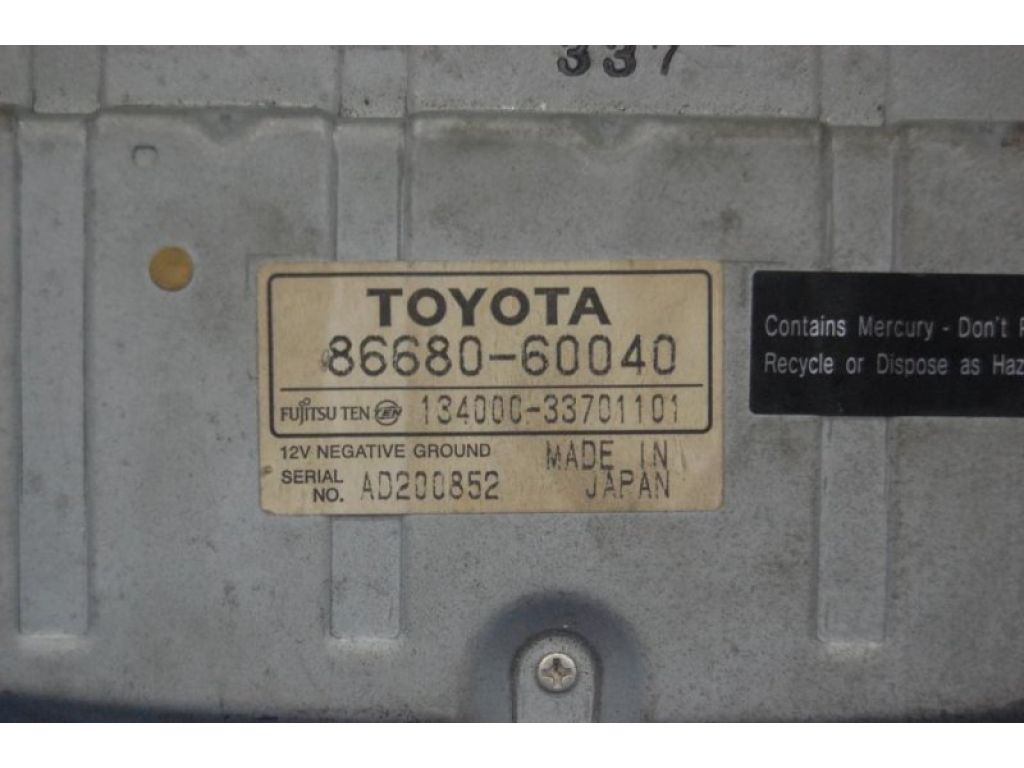 337
TOYOTA
86680-60040
FUJITSU TEN TEN 134000-33701101
12V NEGATIVE GROUND MADE IN
SERIAL JAPAN
NO. AD200852
Contains Mercury - Don't
Recycle or Dispose as Haz